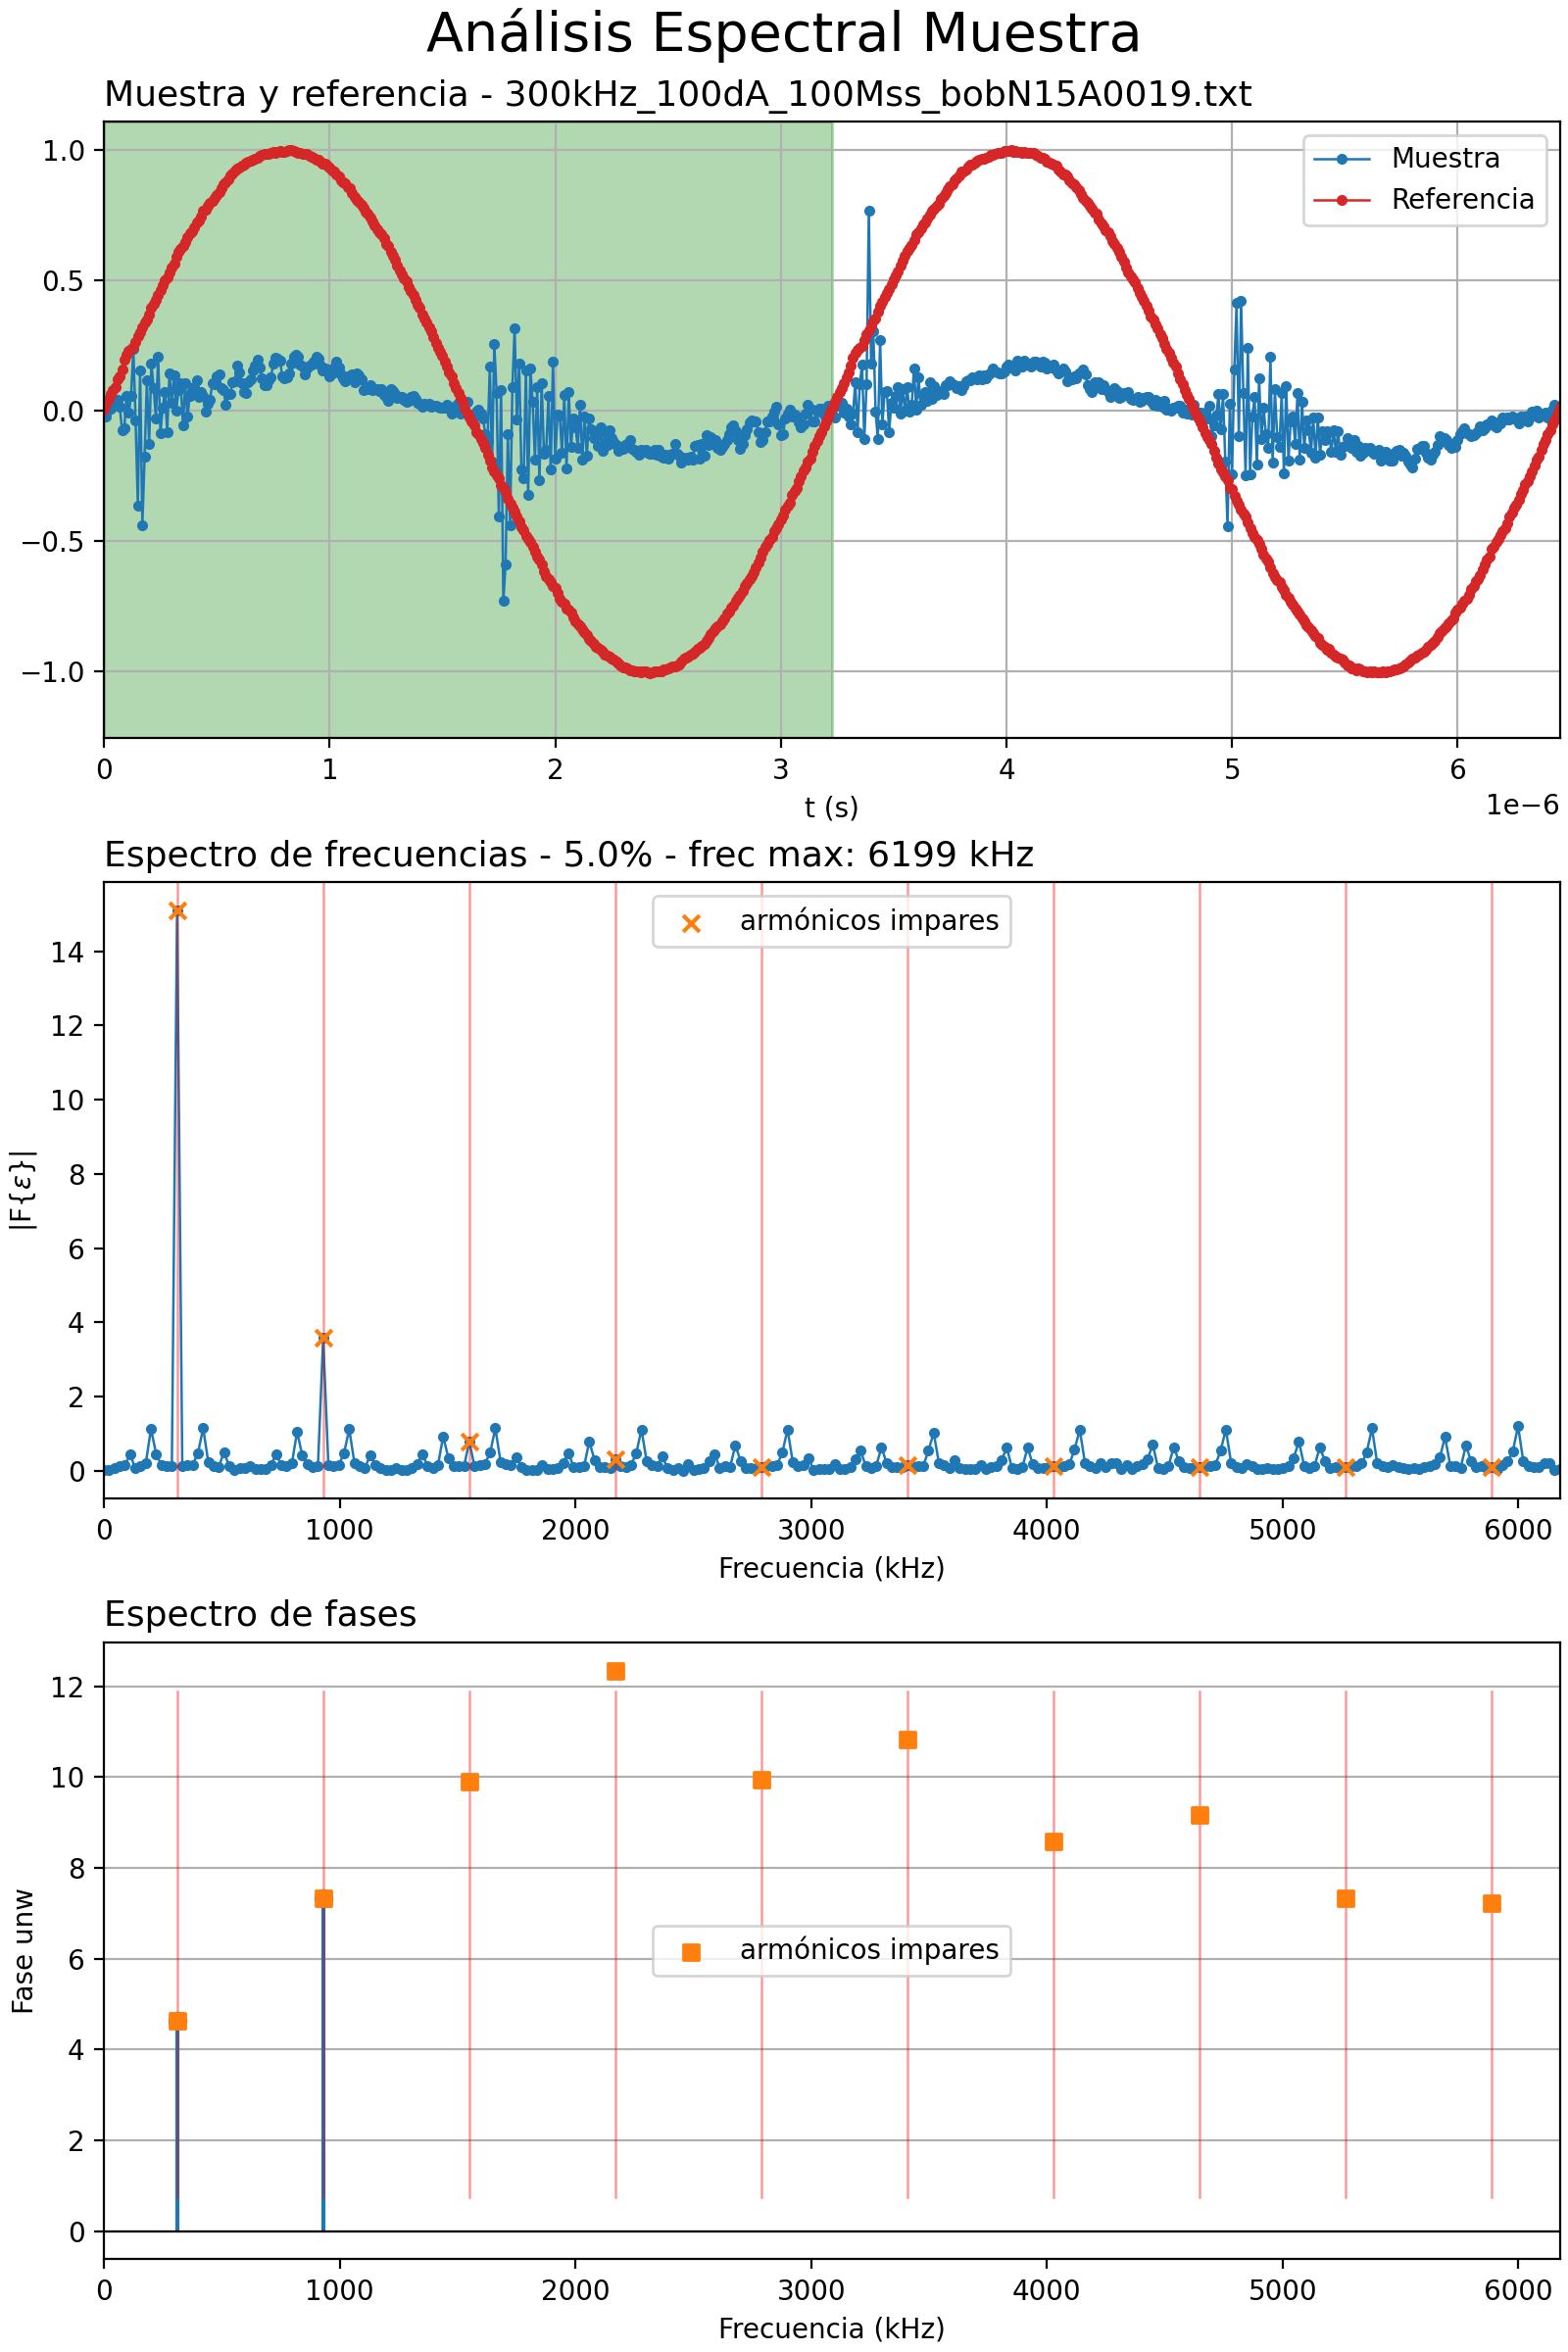 Análisis Espectral Muestra
Muestra y referencia - 300kHz_100dA_100Mss_bobN15A0019.txt
1.0
0.5
0.0
−0.5
−1.0
Muestra
Referencia
0 1 2 3 4 5 6
1e−6
t (s)
Espectro de frecuencias - 5.0% - frec max: 6199 kHz
armónicos impares
14
12
10
8
6
4
2
0
|F{ε}|
0 1000 2000 3000 4000 5000 6000
Frecuencia (kHz)
Espectro de fases
12
10
8
6
4
2
0
Fase unw
armónicos impares
0 1000 2000 3000 4000 5000 6000
Frecuencia (kHz)